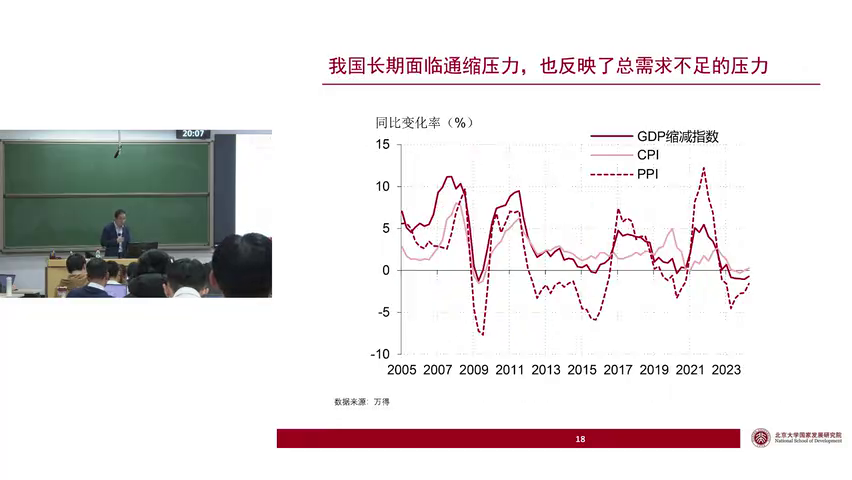 我国长期面临通缩压力，也反映了总需求不足的压力
20:07
同比变化率（%）
GDP缩减指数
CPI
PPI
15
10
5
0
-5
-10
2005 2007 2009 2011 2013 2015 2017 2019 2021 2023
数据来源：万得
18
北京大学国家发展研究院
National School of Development